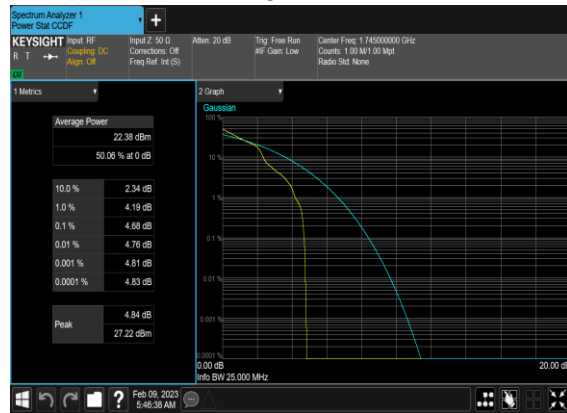 Spectrum Analyzer 1
Power Stat CCDF
+
KEYSIGHT
R T
LXI
Input: RF
Coupling: DC
Align: Off
Input Z: 50 Ω
Corrections: Off
Freq Ref: Int (S)
Atten: 20 dB
Trig: Free Run
#IF Gain: Low
Center Freq: 1.745000000 GHz
Counts: 1.00 M/1.00 Mpt
Radio Std: None
1 Metrics
Average Power
22.38 dBm
50.06 % at 0 dB
10.0 % 2.34 dB
1.0 % 4.19 dB
0.1 % 4.68 dB
0.01 % 4.76 dB
0.001 % 4.81 dB
0.0001 % 4.83 dB
Peak 4.84 dB
27.22 dBm
2 Graph
Gaussian
100 %
10 %
1 %
0.1 %
0.01 %
0.001 %
0.0001 %
0.00 dB
20.00 dB
Info BW 25.000 MHz
?
Feb 09, 2023
5:46:38 AM